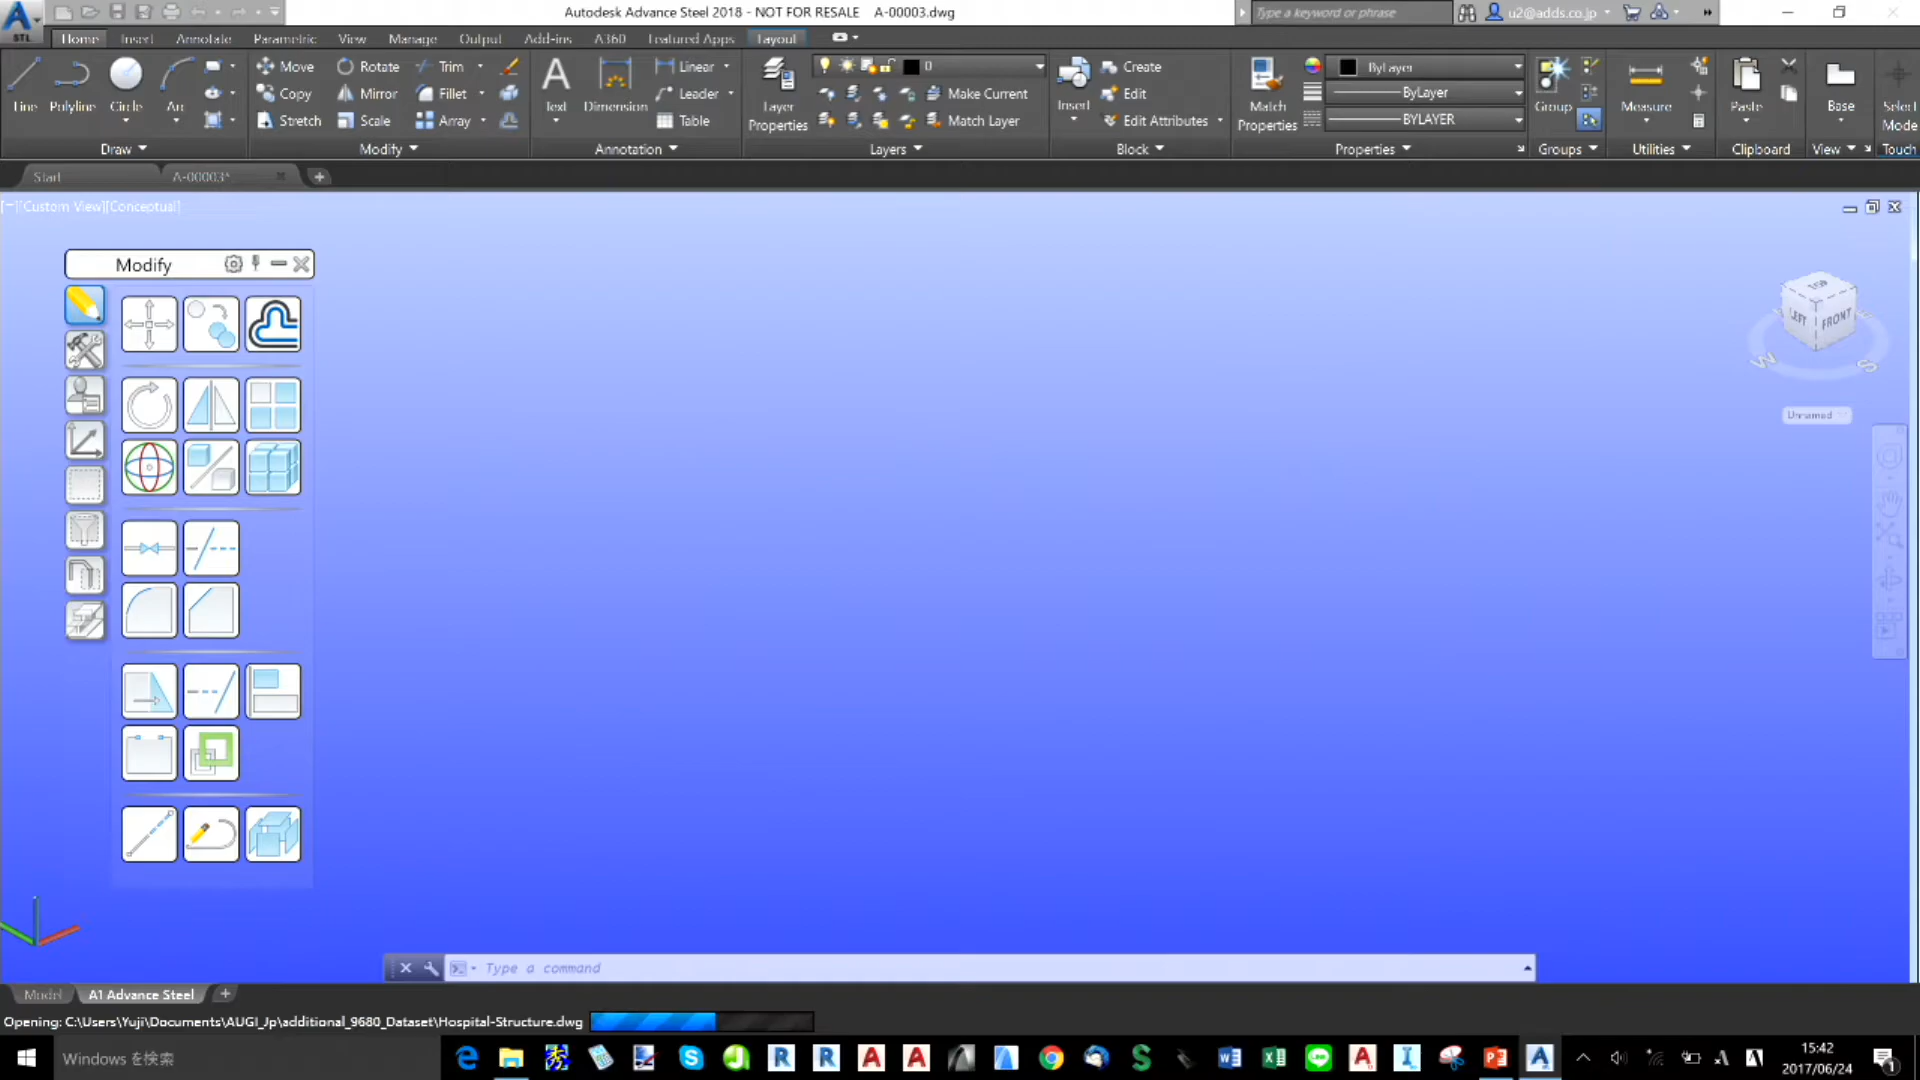 Autodesk Advance Steel 2018 - NOT FOR RESALE A-00003.dwg
Type a keyword or phrase
u2@adds.co.jp
STL
Home Insert Annotate Parametric View Manage Output Add-ins A360 Featured Apps Layout
Line Polyline Circle Arc
Move Rotate Trim
Copy Mirror Fillet
Stretch Scale Array
Text Dimension
Linear
Leader
Table
Layer Properties
0
Make Current
Match Layer
Insert
Create
Edit
Edit Attributes
Match Properties
ByLayer
ByLayer
BYLAYER
Group
Measure
Paste
Base
Select Mode
Draw Modify Annotation Layers Block Properties Groups Utilities Clipboard View Touch
Start A-00003*
[−][Custom View][Conceptual]
Modify
TOP
LEFT FRONT
W S
Unnamed
Type a command
Model A1 Advance Steel
Opening: C:\Users\Yuji\Documents\AUGI_Jp\additional_9680_Dataset\Hospital-Structure.dwg
Windows を検索
15:42
2017/06/24